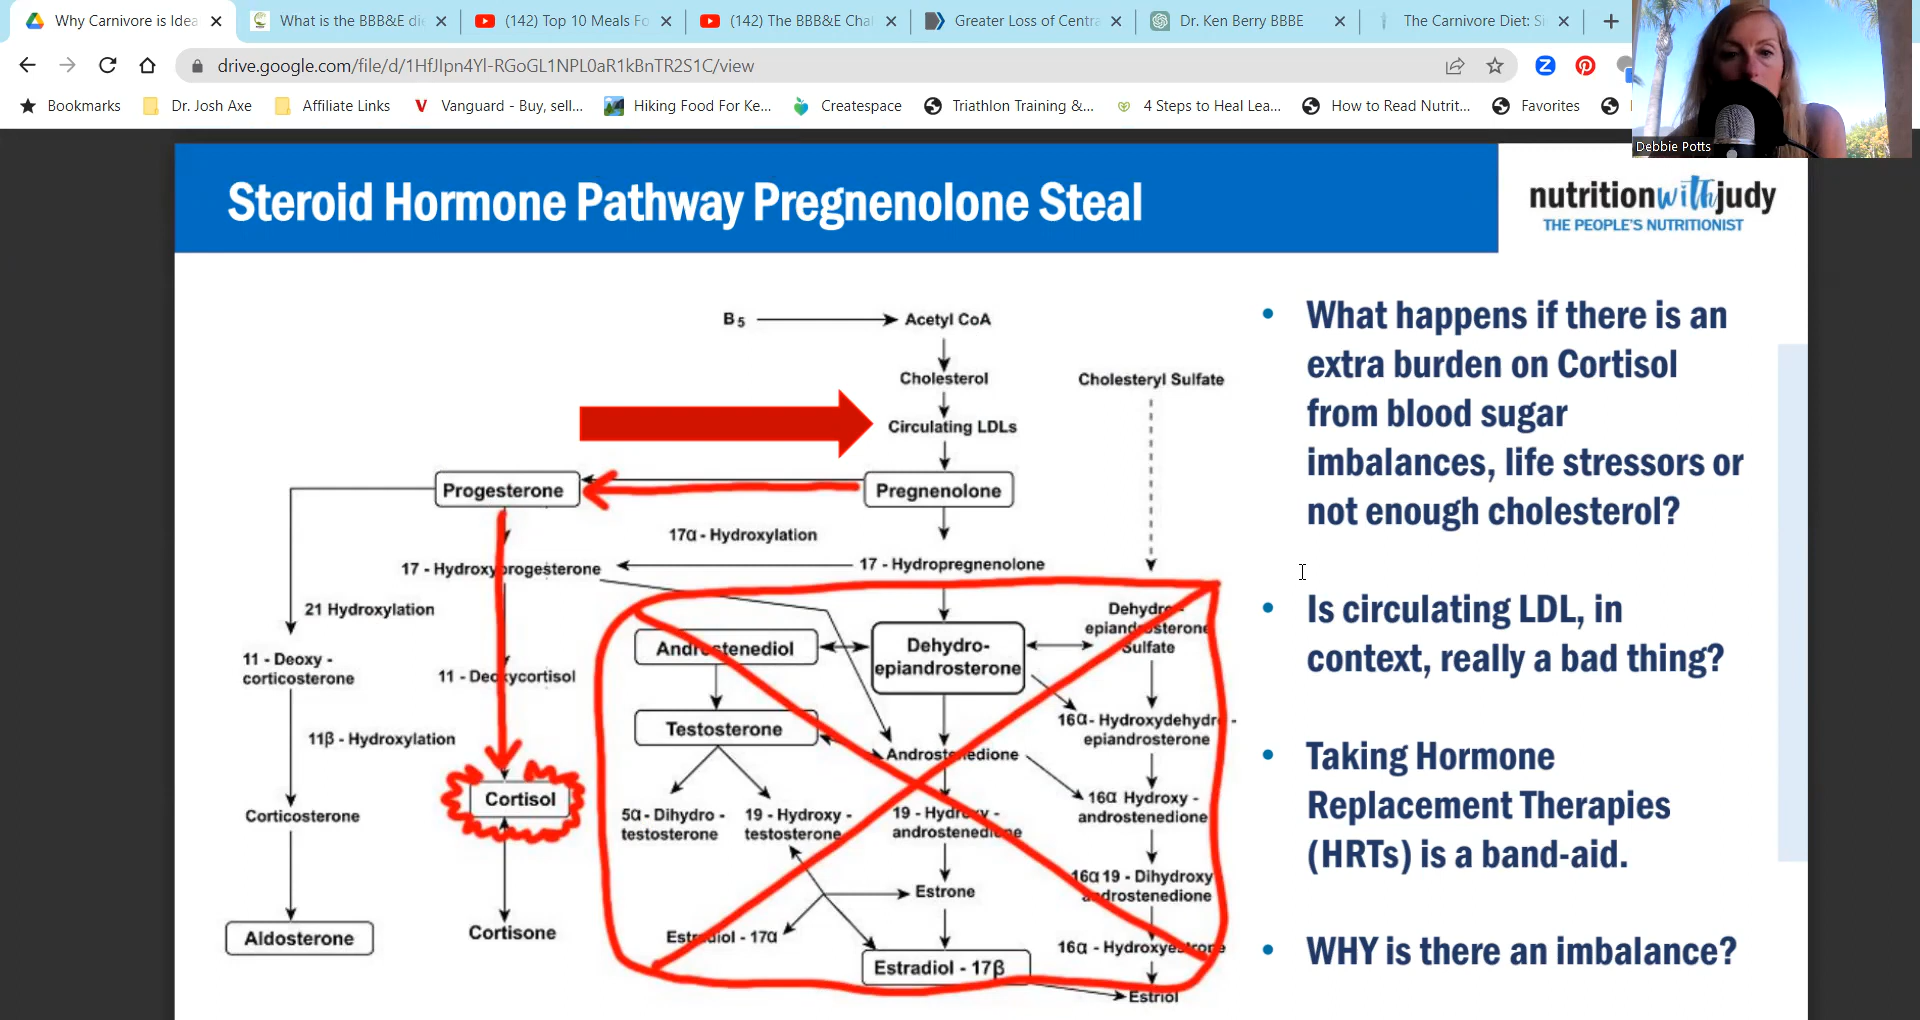 Why Carnivore is Idea
What is the BBB&E di
(142) Top 10 Meals Fo
(142) The BBB&E Chal
Greater Loss of Centra
Dr. Ken Berry BBBE
The Carnivore Diet: Si
drive.google.com/file/d/1HfJIpn4Yl-RGoGL1NPL0aR1kBnTR2S1C/view
Bookmarks
Dr. Josh Axe
Affiliate Links
Vanguard - Buy, sell...
Hiking Food For Ke...
Createspace
Triathlon Training &...
4 Steps to Heal Lea...
How to Read Nutrit...
Favorites
Debbie Potts
Steroid Hormone Pathway Pregnenolone Steal
nutritionwithjudy
THE PEOPLE'S NUTRITIONIST
B5
Acetyl CoA
Cholesterol
Cholesteryl Sulfate
Circulating LDLs
Progesterone
Pregnenolone
17α - Hydroxylation
17 - Hydroxyprogesterone
17 - Hydropregnenolone
21 Hydroxylation
11 - Deoxy -
corticosterone
11 - Deoxycortisol
11β - Hydroxylation
Cortisol
Corticosterone
Aldosterone
Cortisone
Androstenediol
Dehydro-
epiandrosterone
Dehydro -
epiandrosterone
Sulfate
Testosterone
Androstenedione
16α- Hydroxydehydro -
epiandrosterone
5α - Dihydro -
testosterone
19 - Hydroxy -
testosterone
19 - Hydroxy -
androstenedione
16α Hydroxy -
androstenedione
Estrone
16α 19 - Dihydroxy
androstenedione
Estradiol - 17α
Estradiol - 17β
16α - Hydroxyestrone
Estriol
• What happens if there is an
extra burden on Cortisol
from blood sugar
imbalances, life stressors or
not enough cholesterol?
• Is circulating LDL, in
context, really a bad thing?
• Taking Hormone
Replacement Therapies
(HRTs) is a band-aid.
• WHY is there an imbalance?